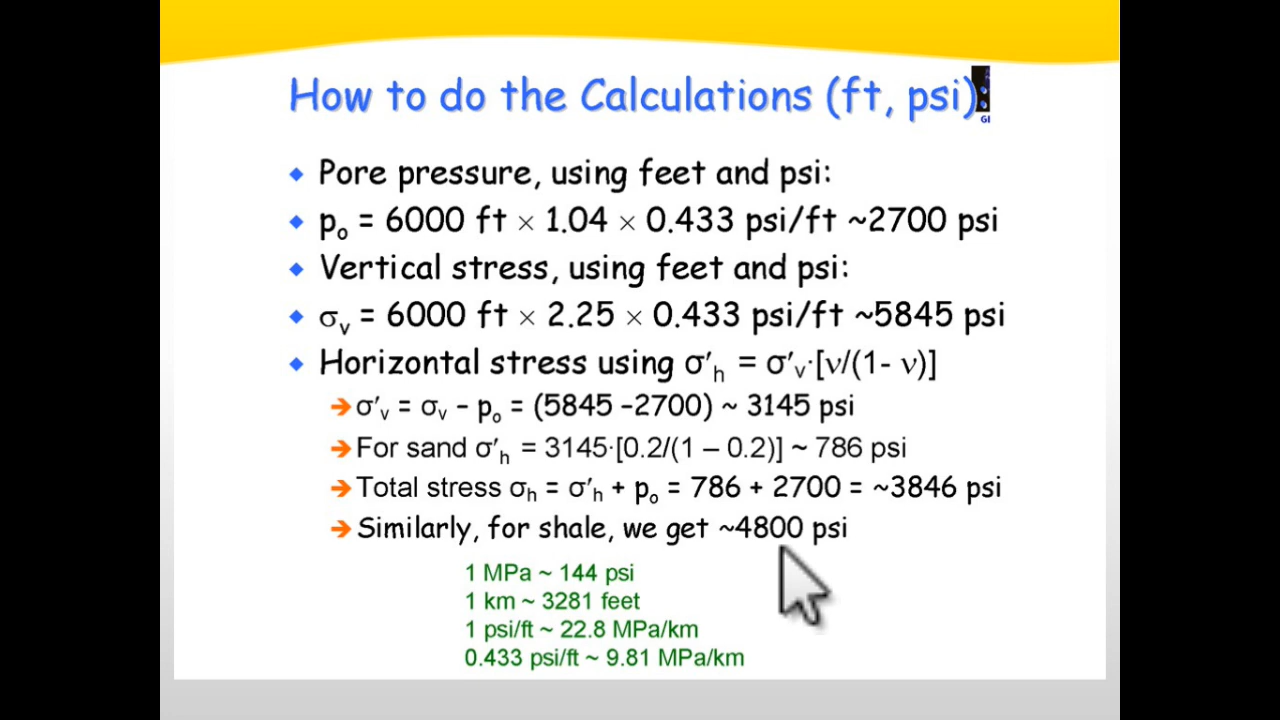 How to do the Calculations (ft, psi)
GI
Pore pressure, using feet and psi:
pₒ = 6000 ft × 1.04 × 0.433 psi/ft ~2700 psi
Vertical stress, using feet and psi:
σᵥ = 6000 ft × 2.25 × 0.433 psi/ft ~5845 psi
Horizontal stress using σ'ₕ = σ'ᵥ·[ν/(1- ν)]
σ'ᵥ = σᵥ – pₒ = (5845 –2700) ~ 3145 psi
For sand σ'ₕ = 3145·[0.2/(1 – 0.2)] ~ 786 psi
Total stress σₕ = σ'ₕ + pₒ = 786 + 2700 = ~3846 psi
Similarly, for shale, we get ~4800 psi
1 MPa ~ 144 psi
1 km ~ 3281 feet
1 psi/ft ~ 22.8 MPa/km
0.433 psi/ft ~ 9.81 MPa/km